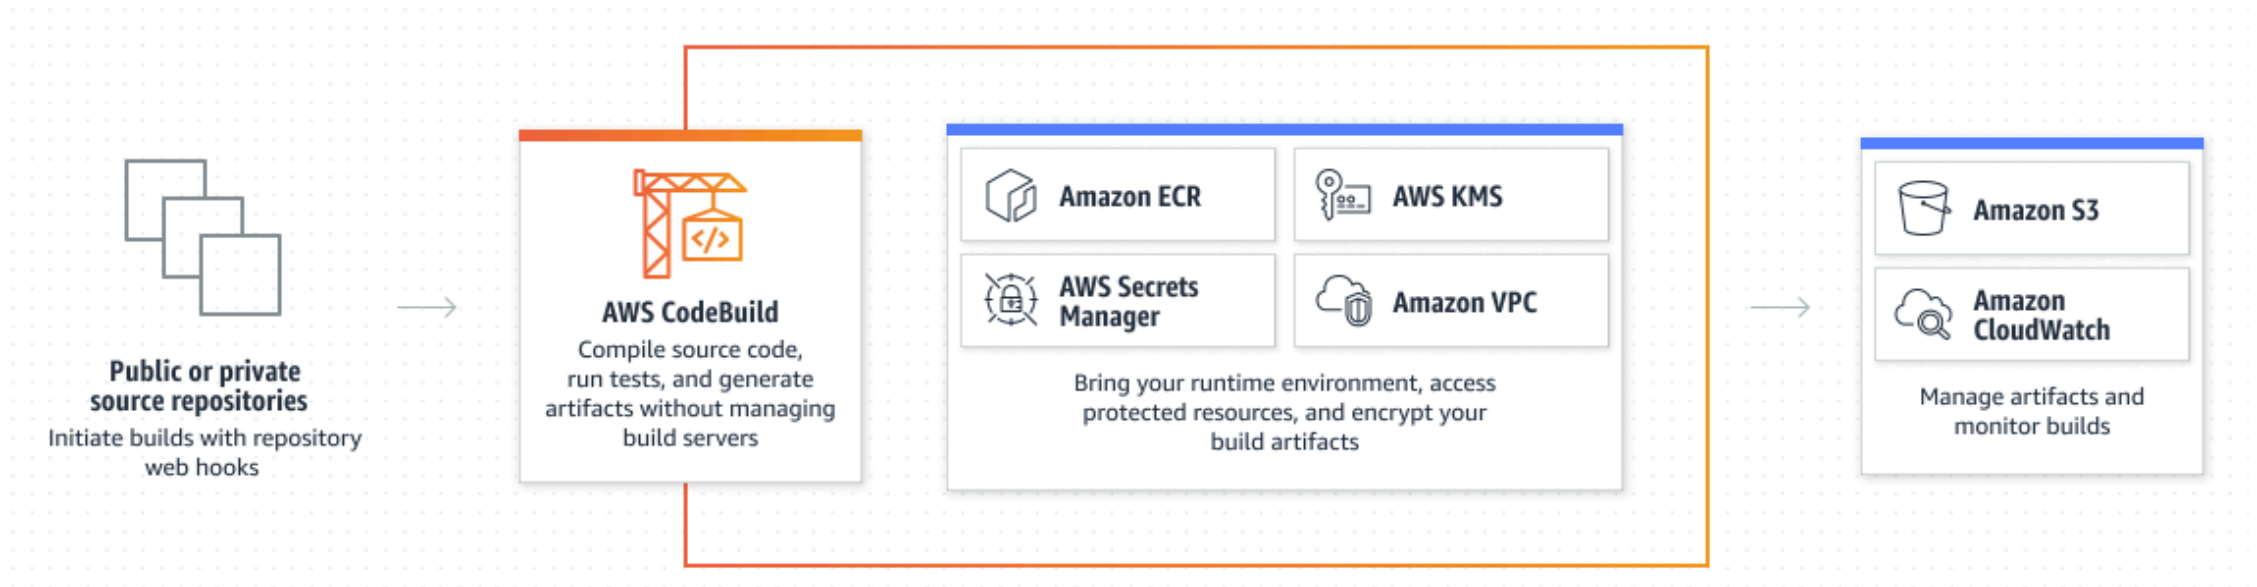 Public or private
source repositories
Initiate builds with repository
web hooks
</>
AWS CodeBuild
Compile source code,
run tests, and generate
artifacts without managing
build servers
Amazon ECR
AWS KMS
AWS Secrets
Manager
Amazon VPC
Bring your runtime environment, access
protected resources, and encrypt your
build artifacts
Amazon S3
Amazon
CloudWatch
Manage artifacts and
monitor builds